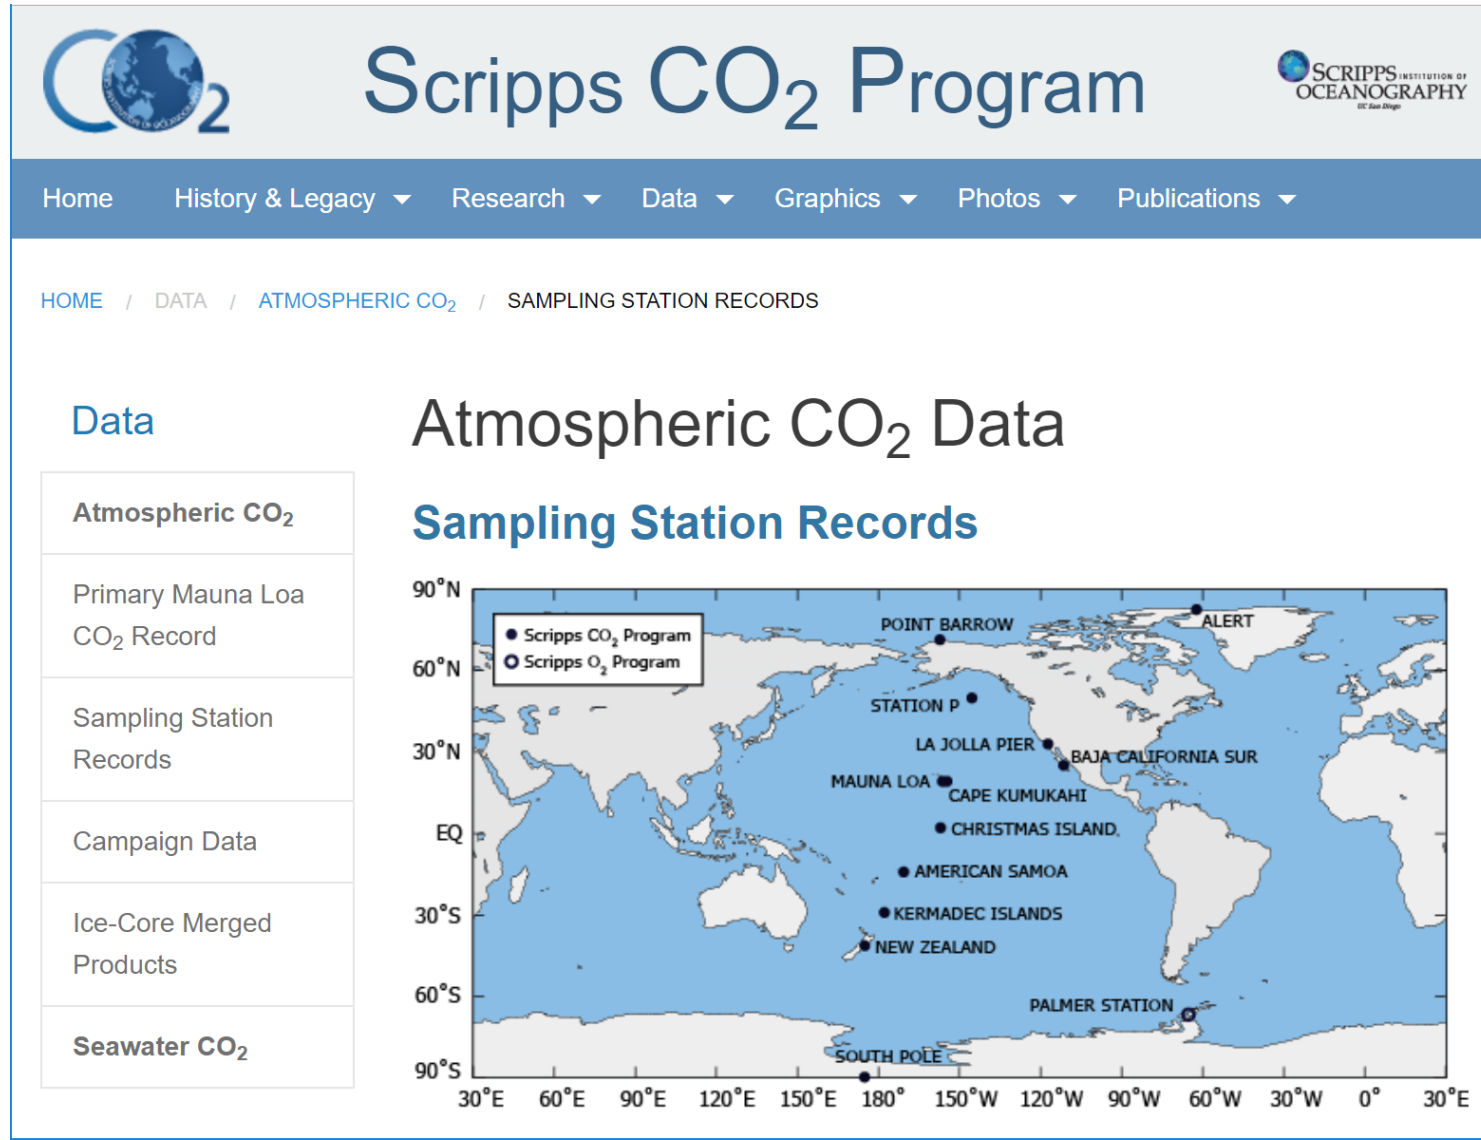 CO2
Scripps CO₂ Program
SCRIPPS INSTITUTION OF
OCEANOGRAPHY
UC San Diego
Home History & Legacy Research Data Graphics Photos Publications
HOME / DATA / ATMOSPHERIC CO₂ / SAMPLING STATION RECORDS
Data
Atmospheric CO₂
Primary Mauna Loa
CO₂ Record
Sampling Station
Records
Campaign Data
Ice-Core Merged
Products
Seawater CO₂
Atmospheric CO₂ Data
Sampling Station Records
90°N
60°N
30°N
EQ
30°S
60°S
90°S
Scripps CO₂ Program
Scripps O₂ Program
POINT BARROW
ALERT
STATION P
LA JOLLA PIER
BAJA CALIFORNIA SUR
MAUNA LOA
CAPE KUMUKAHI
CHRISTMAS ISLAND
AMERICAN SAMOA
KERMADEC ISLANDS
NEW ZEALAND
PALMER STATION
SOUTH POLE
30°E 60°E 90°E 120°E 150°E 180° 150°W 120°W 90°W 60°W 30°W 0° 30°E